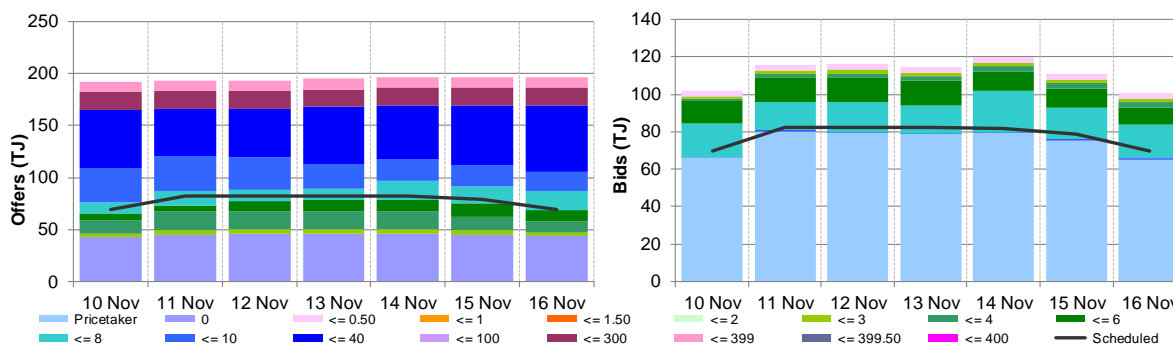 250
200
150
100
50
0
Offers (TJ)
10 Nov 11 Nov 12 Nov 13 Nov 14 Nov 15 Nov 16 Nov
140
120
100
80
60
40
20
0
Bids (TJ)
10 Nov 11 Nov 12 Nov 13 Nov 14 Nov 15 Nov 16 Nov
Pricetaker 0 <= 0.50 <= 1 <= 1.50 <= 2 <= 3 <= 4 <= 6
<= 8 <= 10 <= 40 <= 100 <= 300 <= 399 <= 399.50 <= 400 Scheduled